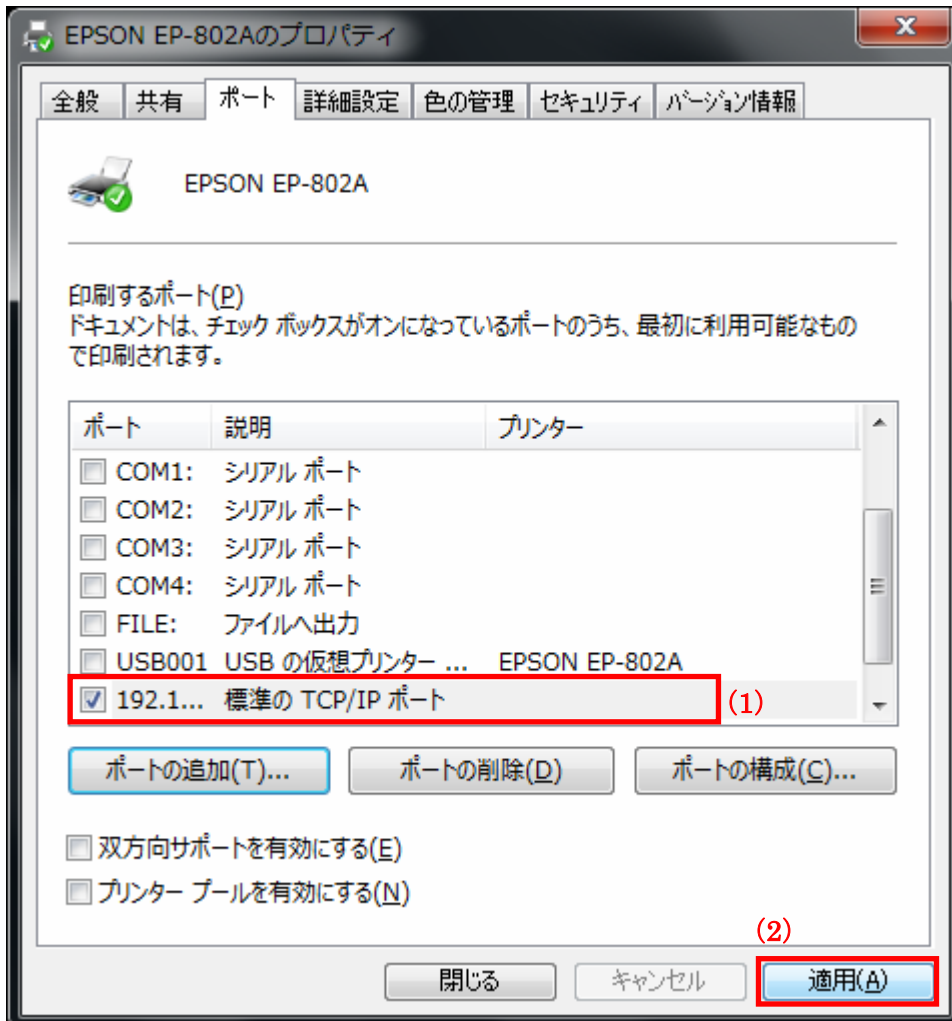 EPSON EP-802Aのプロパティ
全般 共有 ポート 詳細設定 色の管理 セキュリティ バージョン情報
EPSON EP-802A
印刷するポート(P)
ドキュメントは、チェック ボックスがオンになっているポートのうち、最初に利用可能なもの
で印刷されます。
ポート 説明 プリンター
COM1: シリアル ポート
COM2: シリアル ポート
COM3: シリアル ポート
COM4: シリアル ポート
FILE: ファイルへ出力
USB001 USB の仮想プリンター ... EPSON EP-802A
192.1... 標準の TCP/IP ポート (1)
ポートの追加(T)... ポートの削除(D) ポートの構成(C)...
双方向サポートを有効にする(E)
プリンター プールを有効にする(N)
(2)
閉じる キャンセル 適用(A)